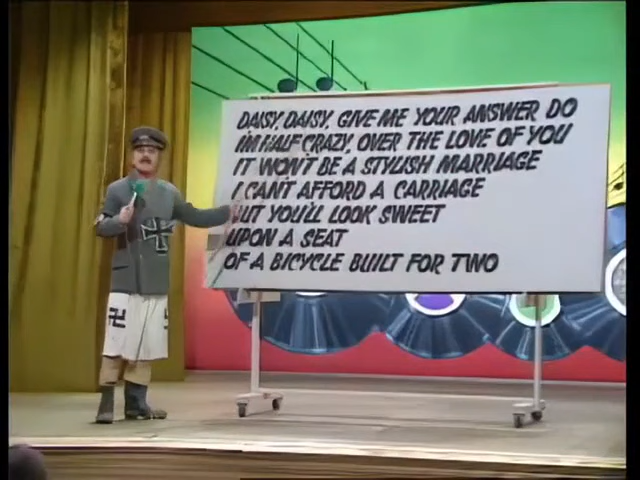 DAISY, DAISY, GIVE ME YOUR ANSWER DO
I'M HALF CRAZY, OVER THE LOVE OF YOU
IT WON'T BE A STYLISH MARRIAGE
I CAN'T AFFORD A CARRIAGE
BUT YOU'LL LOOK SWEET
UPON A SEAT
OF A BICYCLE BUILT FOR TWO